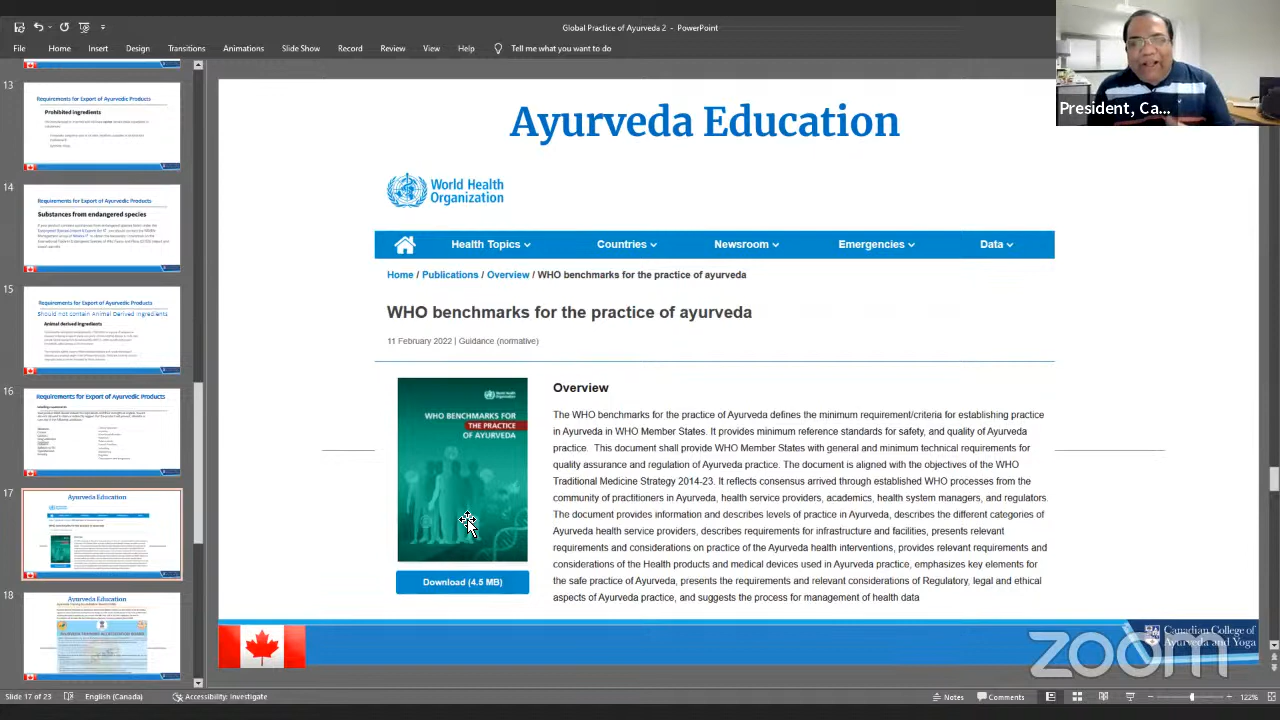 Global Practice of Ayurveda 2 - PowerPoint
File Home Insert Design Transitions Animations Slide Show Record Review View Help Tell me what you want to do
President, Ca...
13
Requirements for Export of Ayurvedic Products
Prohibited ingredients
14
Requirements for Export of Ayurvedic Products
Substances from endangered species
15
Requirements for Export of Ayurvedic Products
Should not contain Animal Derived Ingredients
Animal derived ingredients
16
Requirements for Export of Ayurvedic Products
17
Ayurveda Education
18
Ayurveda Education
Ayurveda Education
World Health
Organization
Health Topics Countries Newsroom Emergencies Data
Home / Publications / Overview / WHO benchmarks for the practice of ayurveda
WHO benchmarks for the practice of ayurveda
11 February 2022 | Guidance (normative)
WHO BENCHMARKS FOR
THE PRACTICE
OF AYURVEDA
Download (4.5 MB)
Overview
The WHO benchmarks for the practice of Ayurveda defines the minimum requirement/criteria for establishing practice
in Ayurveda in WHO Member States. It provides minimum reference standards for safety, and quality of Ayurveda
practice. This document shall provide WHO Member States with general and minimum technical requirements for
quality assurance and regulation of Ayurveda practice. The document is aligned with the objectives of the WHO
Traditional Medicine Strategy 2014-23. It reflects consensus arrived through established WHO processes from the
community of practitioners in Ayurveda, health service providers, academics, health system managers, and regulators.
The document provides information and describes levels of practice in Ayurveda, describes the different categories of
Ayurveda health service providers, describes requirements for infrastructure and facilities, presents relevant
requirements and considerations on practice of the Ayurveda health interventions, provides relevant requirements and
considerations of the Health products and medical devices used in Ayurveda practice, emphasizes key elements for
the safe practice of Ayurveda, presents the requirements and relevant considerations of Regulatory, legal and ethical
aspects of Ayurveda practice, and suggests the process for management of health data
Canadian College of
Ayurveda and Yoga
zoom
Slide 17 of 23 English (Canada) Accessibility: Investigate Notes Comments 122%